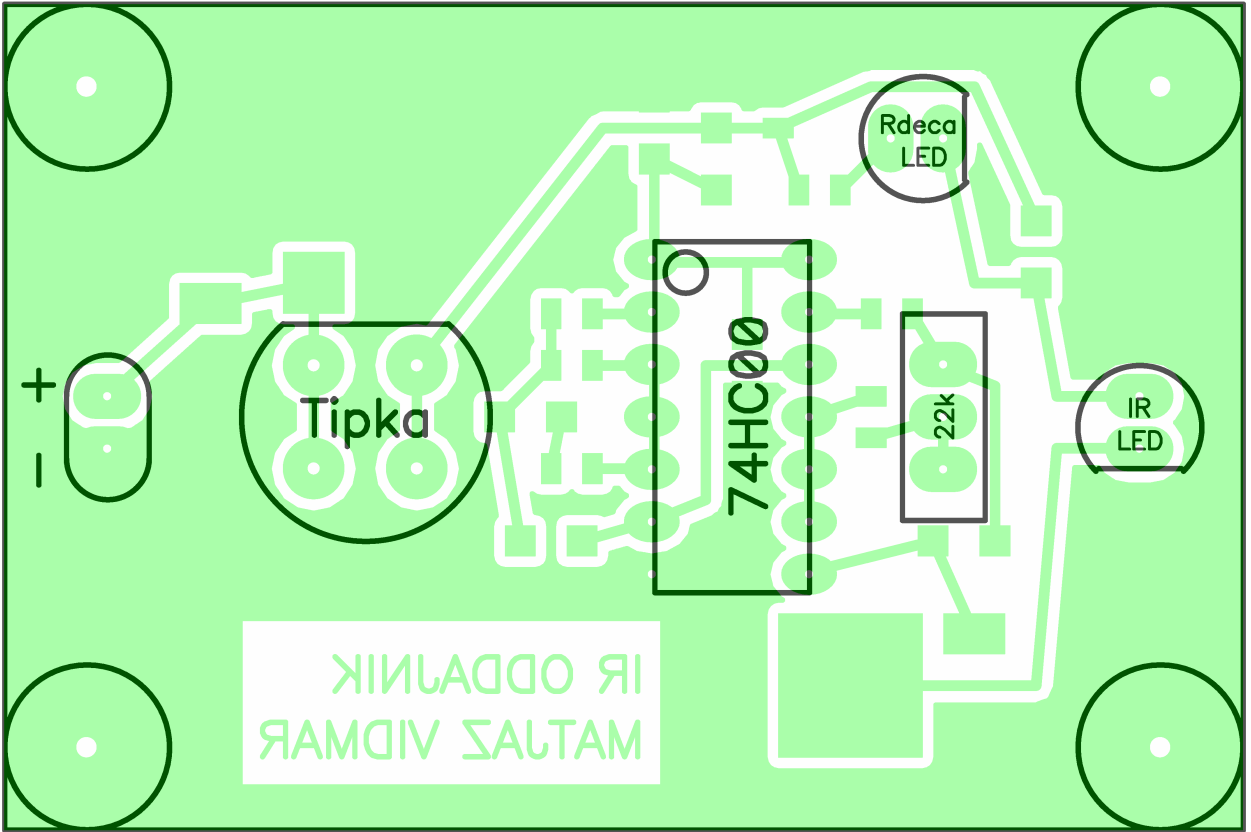 Rdeca
LED
+
-
Tipka
74HC00
22k
IR
LED
IR ODDAJNIK
MATJAZ VIDMAR